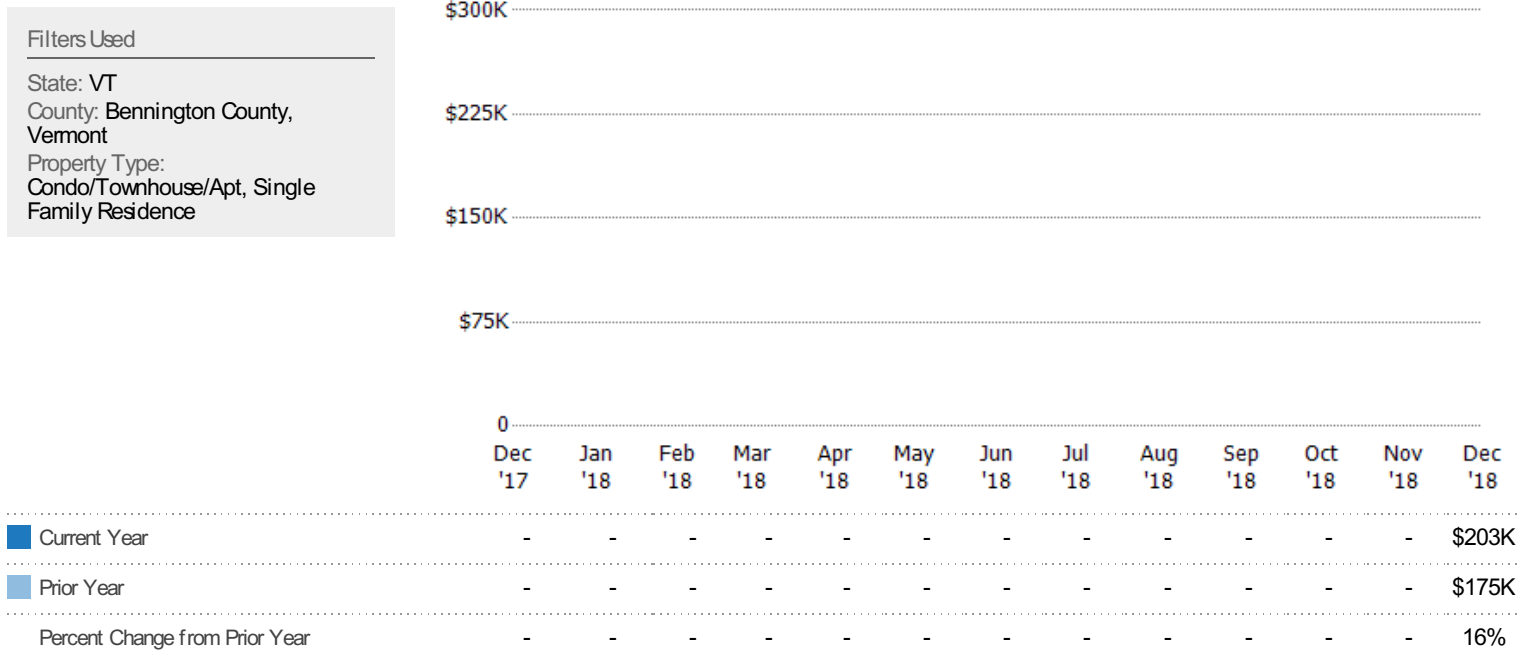 Filters Used
State: VT
County: Bennington County,
Vermont
Property Type:
Condo/Townhouse/Apt, Single
Family Residence
$300K
$225K
$150K
$75K
0
Dec Jan Feb Mar Apr May Jun Jul Aug Sep Oct Nov Dec
'17 '18 '18 '18 '18 '18 '18 '18 '18 '18 '18 '18 '18
Current Year - - - - - - - - - - - - $203K
Prior Year - - - - - - - - - - - - $175K
Percent Change from Prior Year - - - - - - - - - - - - 16%